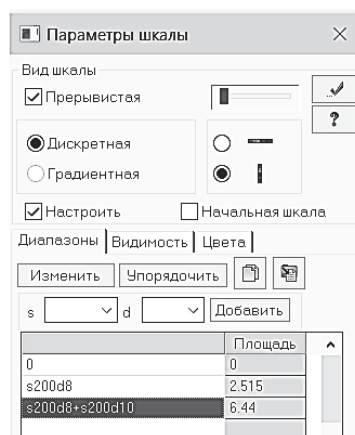 Параметры шкалы
Вид шкалы
Прерывистая
?
Дискретная
Градиентная
Настроить Начальная шкала
Диапазоны Видимость Цвета
Изменить Упорядочить
s d Добавить
Площадь
0 0
s200d8 2.515
s200d8+s200d10 6.44